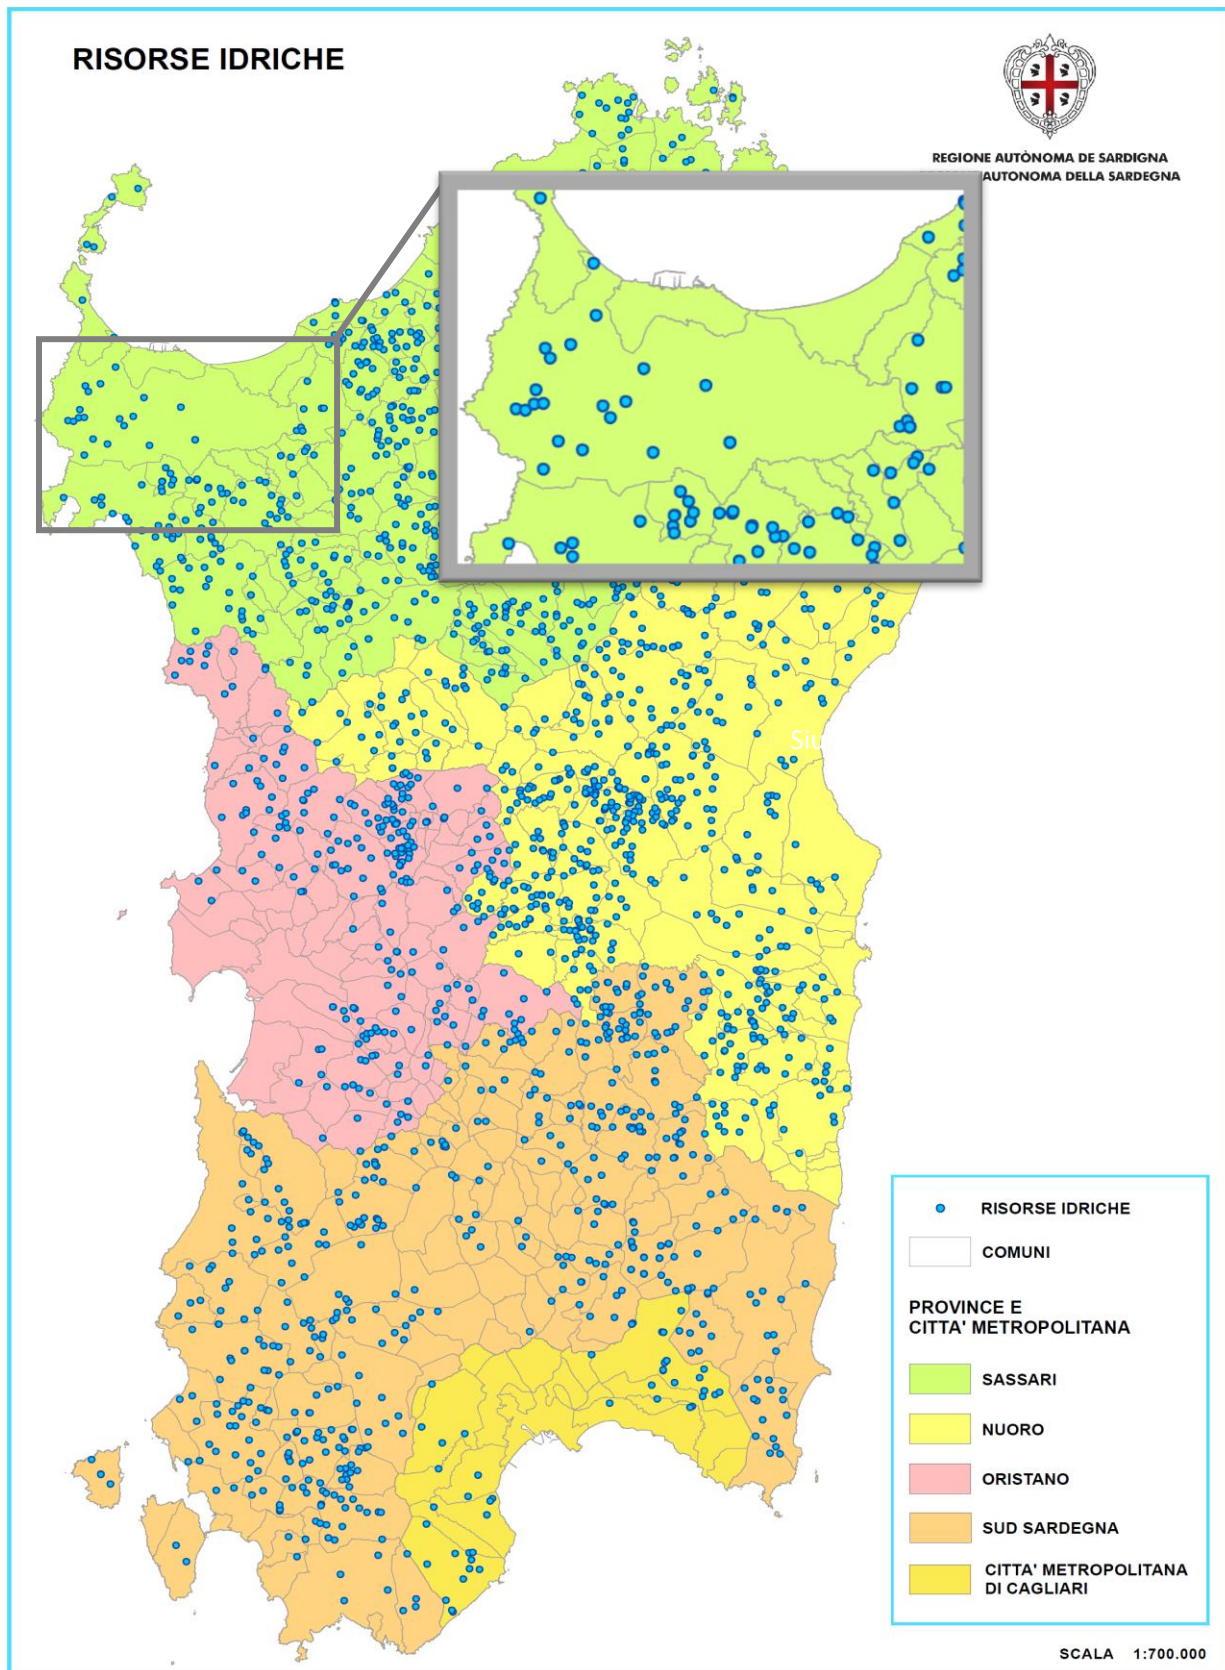 RISORSE IDRICHE
REGIONE AUTÒNOMA DE SARDIGNA
AUTONOMA DELLA SARDEGNA
RISORSE IDRICHE
COMUNI
PROVINCE E
CITTA' METROPOLITANA
SASSARI
NUORO
ORISTANO
SUD SARDEGNA
CITTA' METROPOLITANA
DI CAGLIARI
SCALA 1:700.000